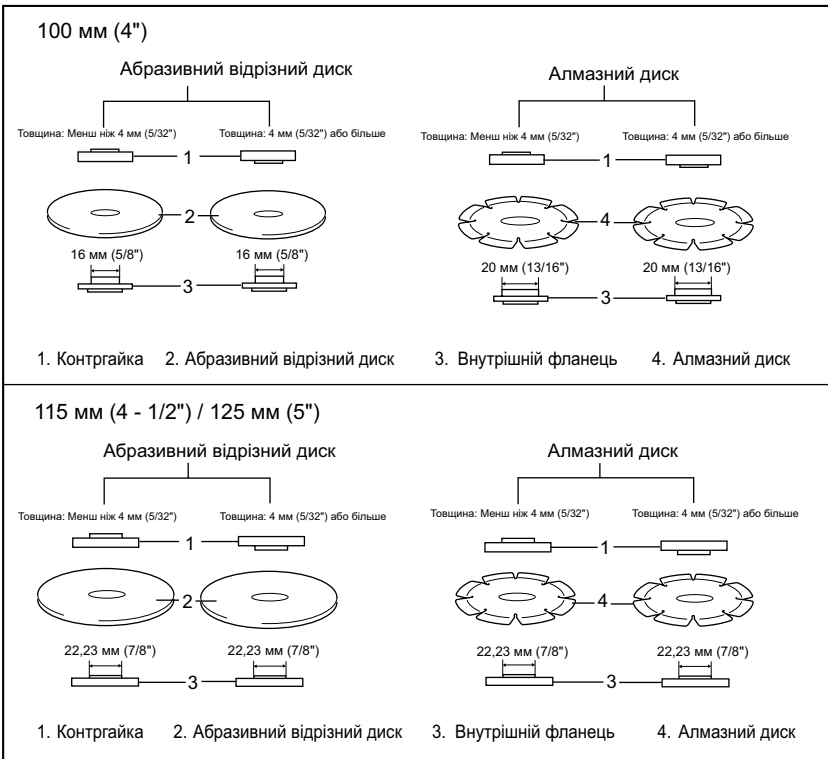 100 мм (4")
Абразивний відрізний диск
Алмазний диск
Товщина: Менш ніж 4 мм (5/32")
Товщина: 4 мм (5/32") або більше
Товщина: Менш ніж 4 мм (5/32")
Товщина: 4 мм (5/32") або більше
1
1
2
4
16 мм (5/8")
16 мм (5/8")
20 мм (13/16")
20 мм (13/16")
3
3
1. Контргайка
2. Абразивний відрізний диск
3. Внутрішній фланець
4. Алмазний диск
115 мм (4 - 1/2") / 125 мм (5")
Абразивний відрізний диск
Алмазний диск
Товщина: Менш ніж 4 мм (5/32")
Товщина: 4 мм (5/32") або більше
Товщина: Менш ніж 4 мм (5/32")
Товщина: 4 мм (5/32") або більше
1
1
2
4
22,23 мм (7/8")
22,23 мм (7/8")
22,23 мм (7/8")
22,23 мм (7/8")
3
3
1. Контргайка
2. Абразивний відрізний диск
3. Внутрішній фланець
4. Алмазний диск